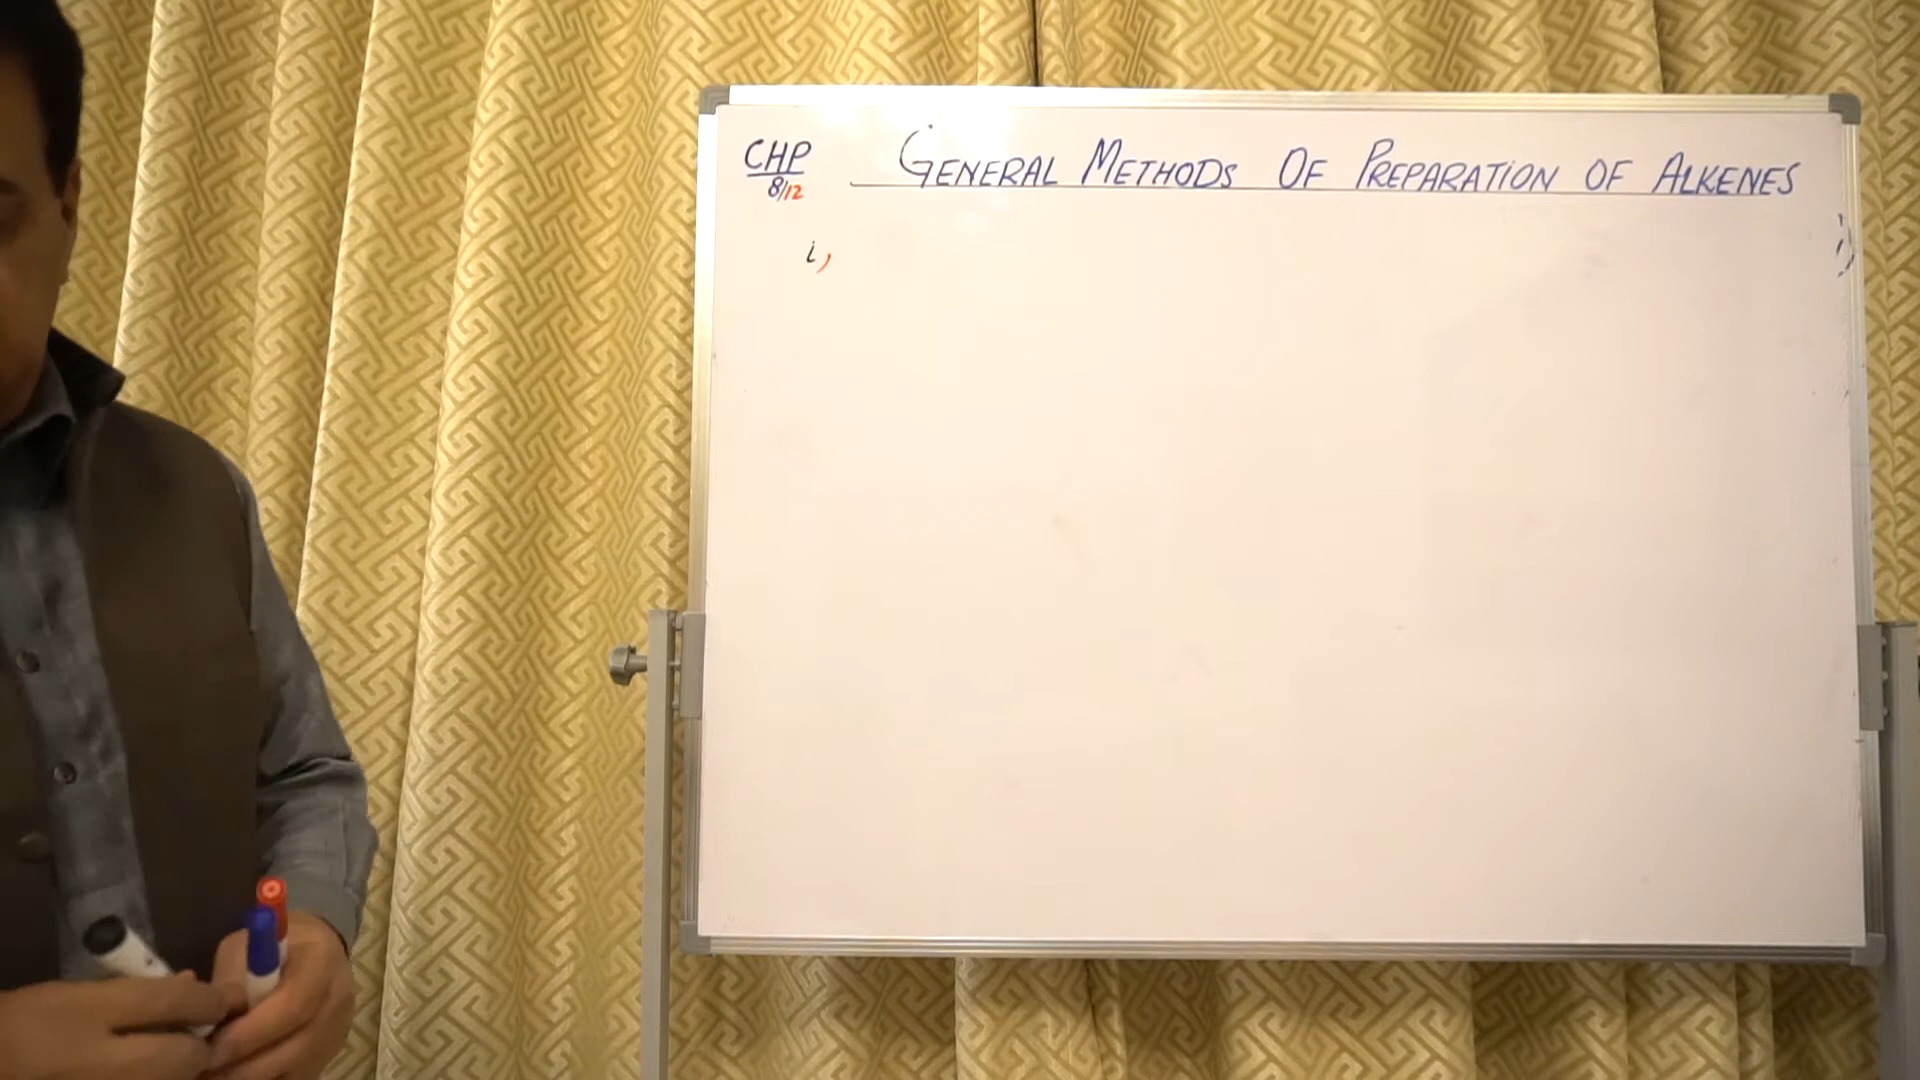 CHP GENERAL METHODS OF PREPARATION OF ALKENES
8/12
i,